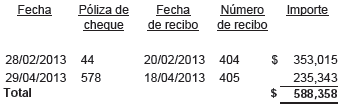 Fecha Póliza de cheque Fecha de recibo Número de recibo Importe
28/02/2013 44 20/02/2013 404 $ 353,015
29/04/2013 578 18/04/2013 405 235,343
Total $ 588,358